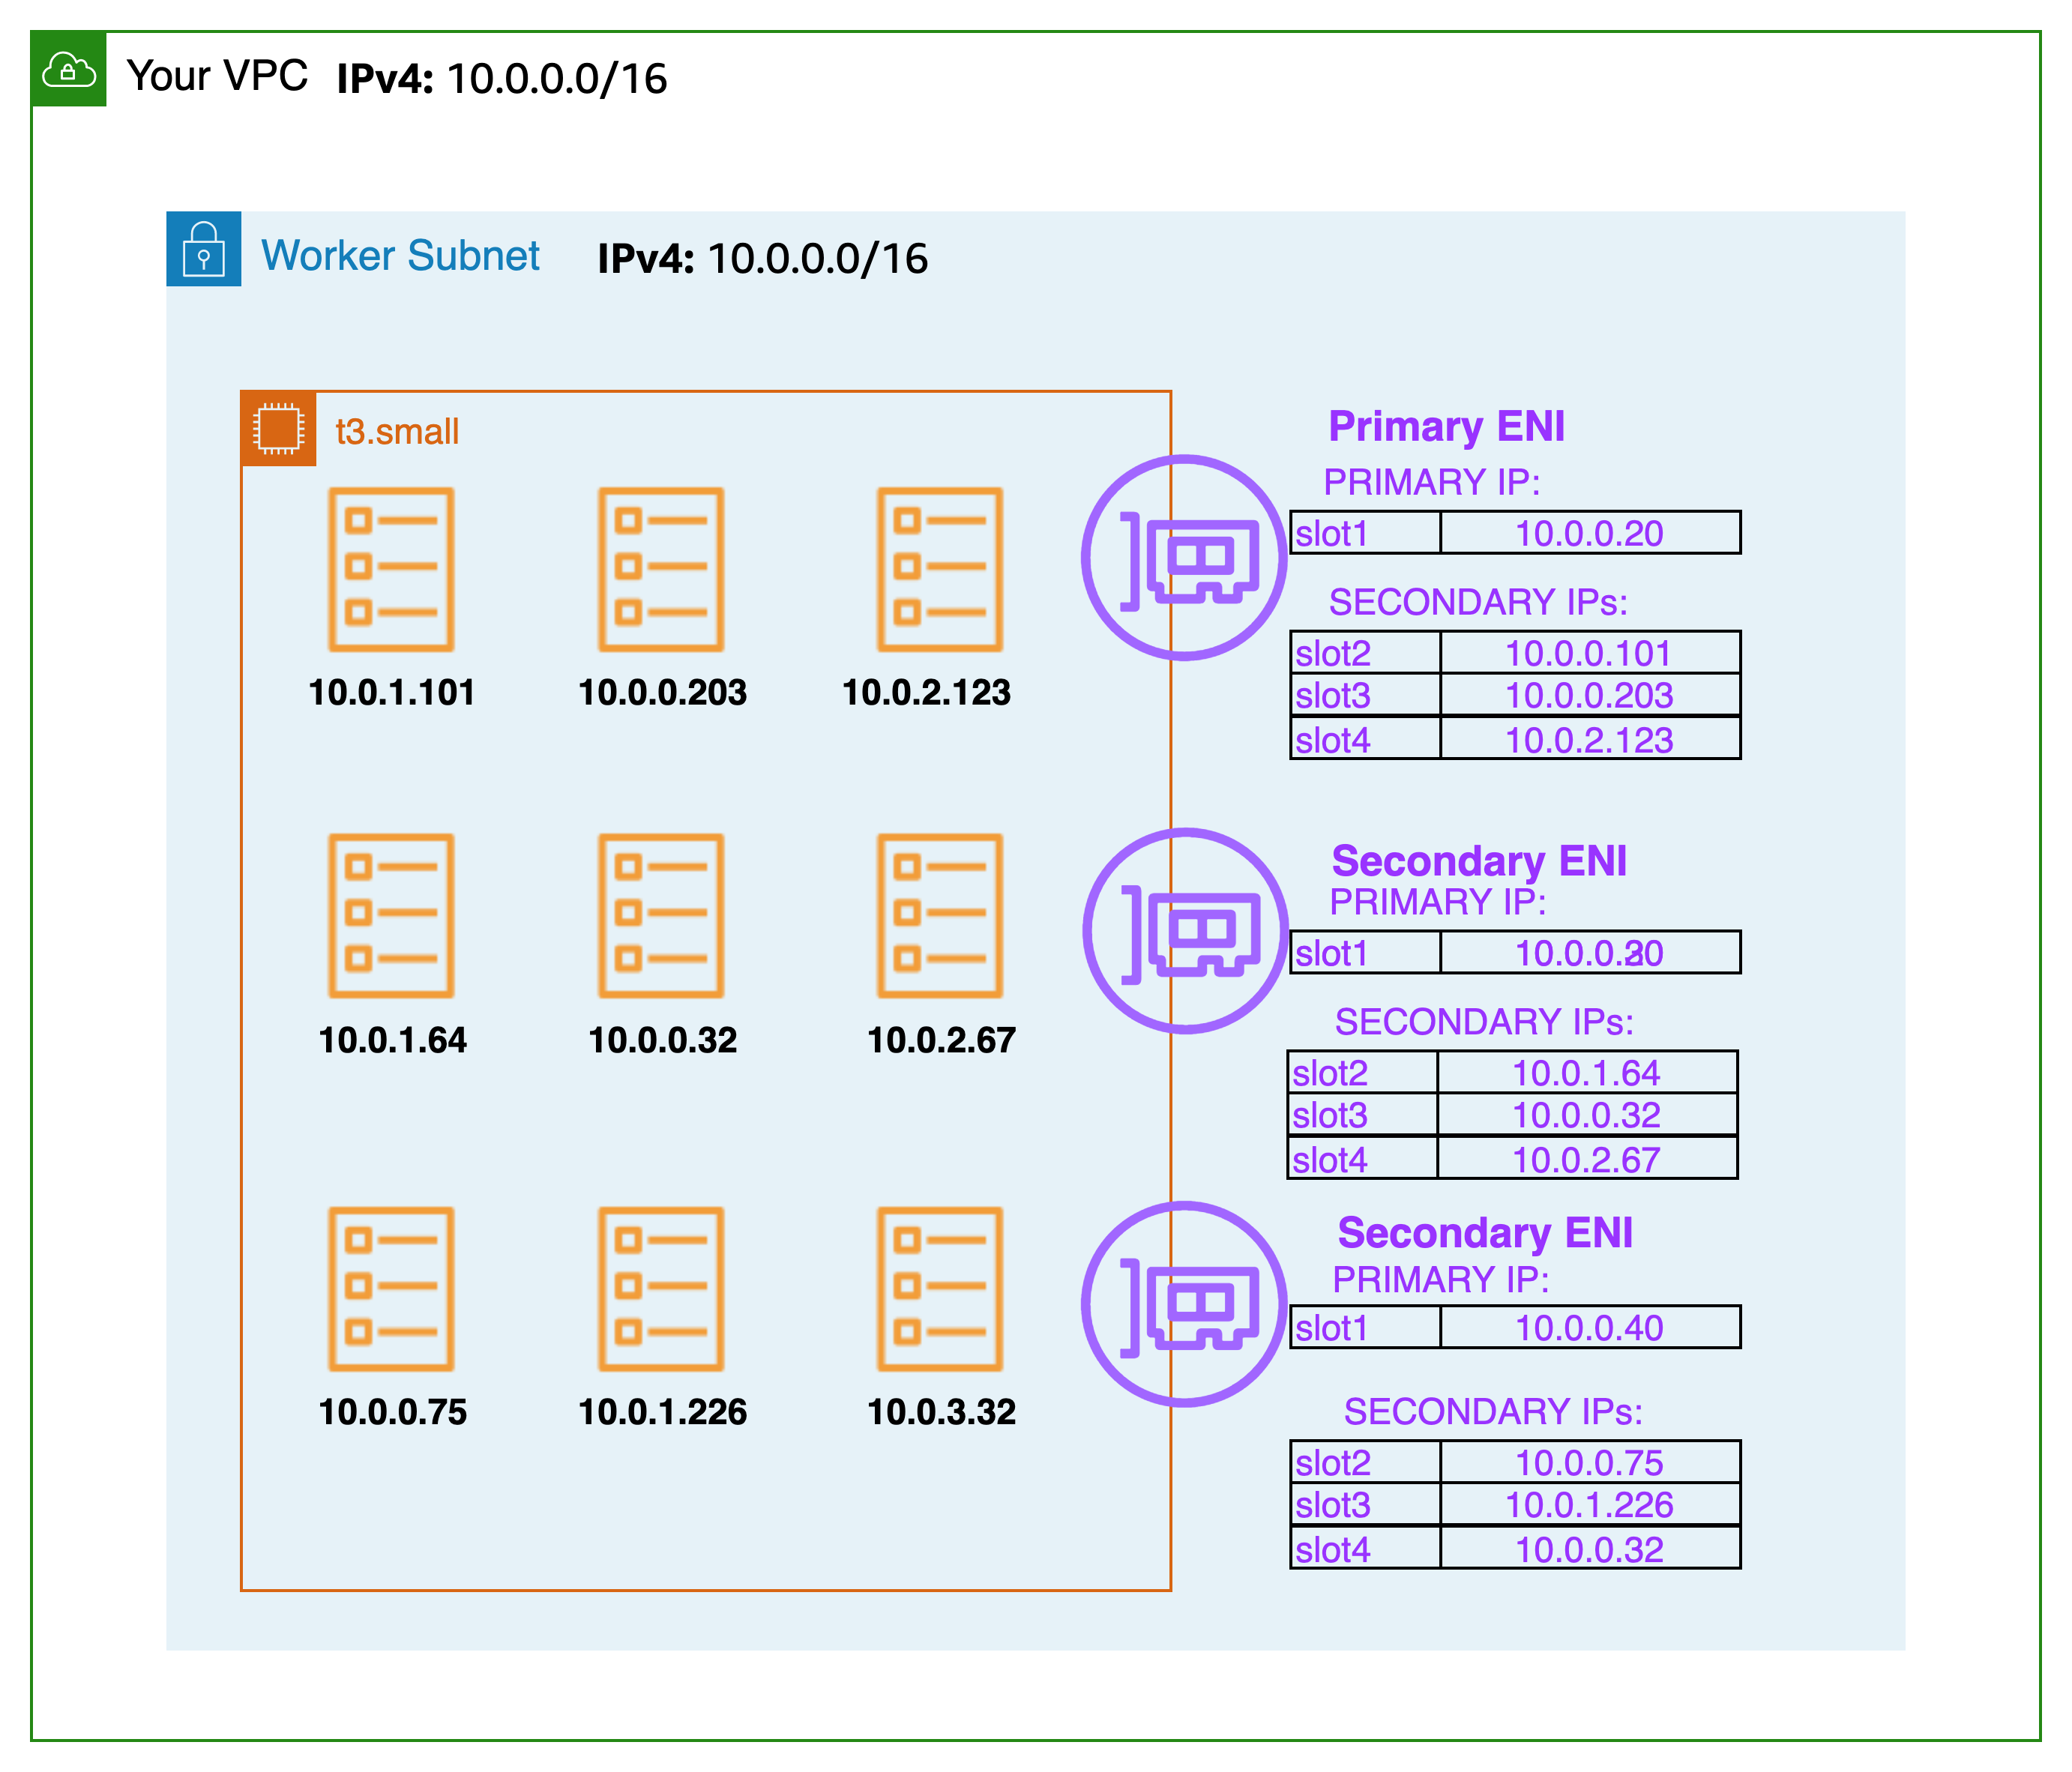 Your VPC IPv4: 10.0.0.0/16
Worker Subnet IPv4: 10.0.0.0/16
t3.small
10.0.1.101 10.0.0.203 10.0.2.123
10.0.1.64 10.0.0.32 10.0.2.67
10.0.0.75 10.0.1.226 10.0.3.32
Primary ENI
PRIMARY IP:
slot1 10.0.0.20
SECONDARY IPs:
slot2 10.0.0.101
slot3 10.0.0.203
slot4 10.0.2.123
Secondary ENI
PRIMARY IP:
slot1
SECONDARY IPs:
slot2 10.0.1.64
slot3 10.0.0.32
slot4 10.0.2.67
Secondary ENI
PRIMARY IP:
slot1 10.0.0.40
SECONDARY IPs:
slot2 10.0.0.75
slot3 10.0.1.226
slot4 10.0.0.32